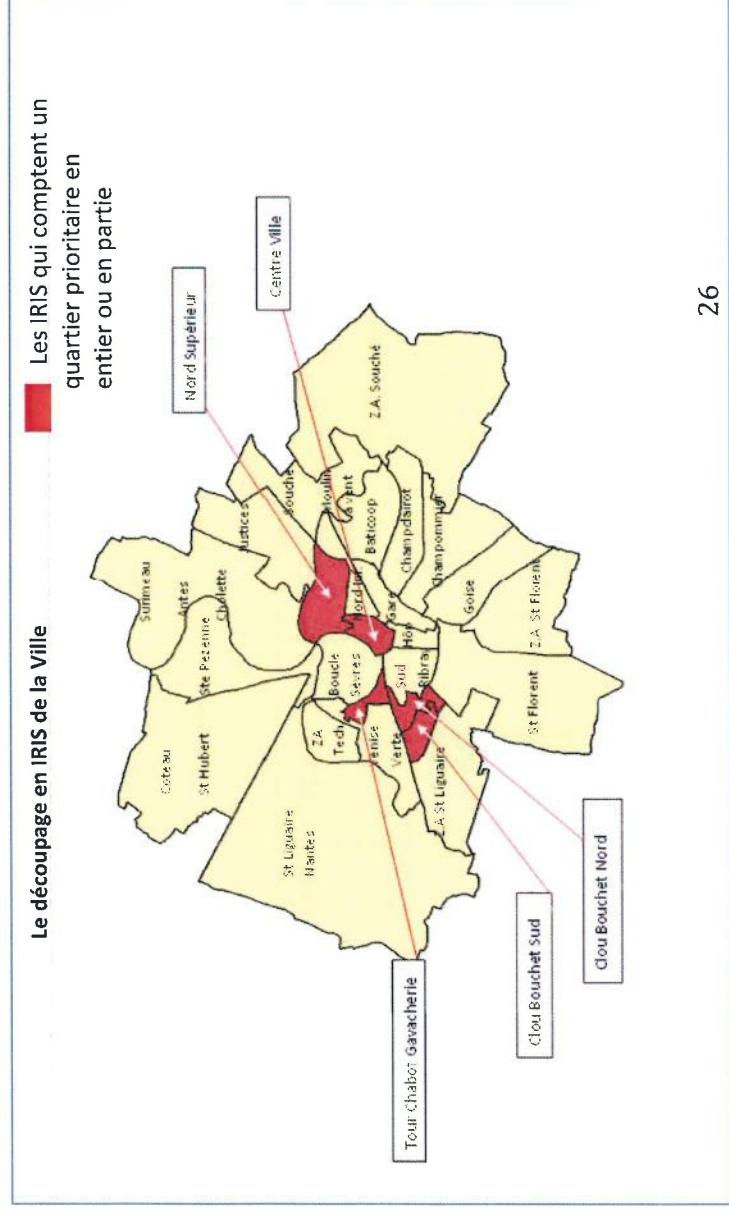 Le découpage en IRIS de la Ville
Les IRIS qui comptent un
quartier prioritaire en
entier ou en partie
Nord Supérieur
Centre Ville
Surimeau
Antes
Cholette
Ste Pezenne
Coteau
St Hubert
Justices
Souché
Moulin
à Vent
Z.A. Souché
Baticoop
Champclairot
Champommier
Nord Inf.
Gare
Hôp
Boucle
Sèvres
Sud
Ribray
Goise
Z.A. St Florent
St Florent
Z.A
Tech
Venise
Verte
Z.A St Liguaire
St Liguaire
Nantes
Tour Chabot Gavacherie
Clou Bouchet Sud
Clou Bouchet Nord
26